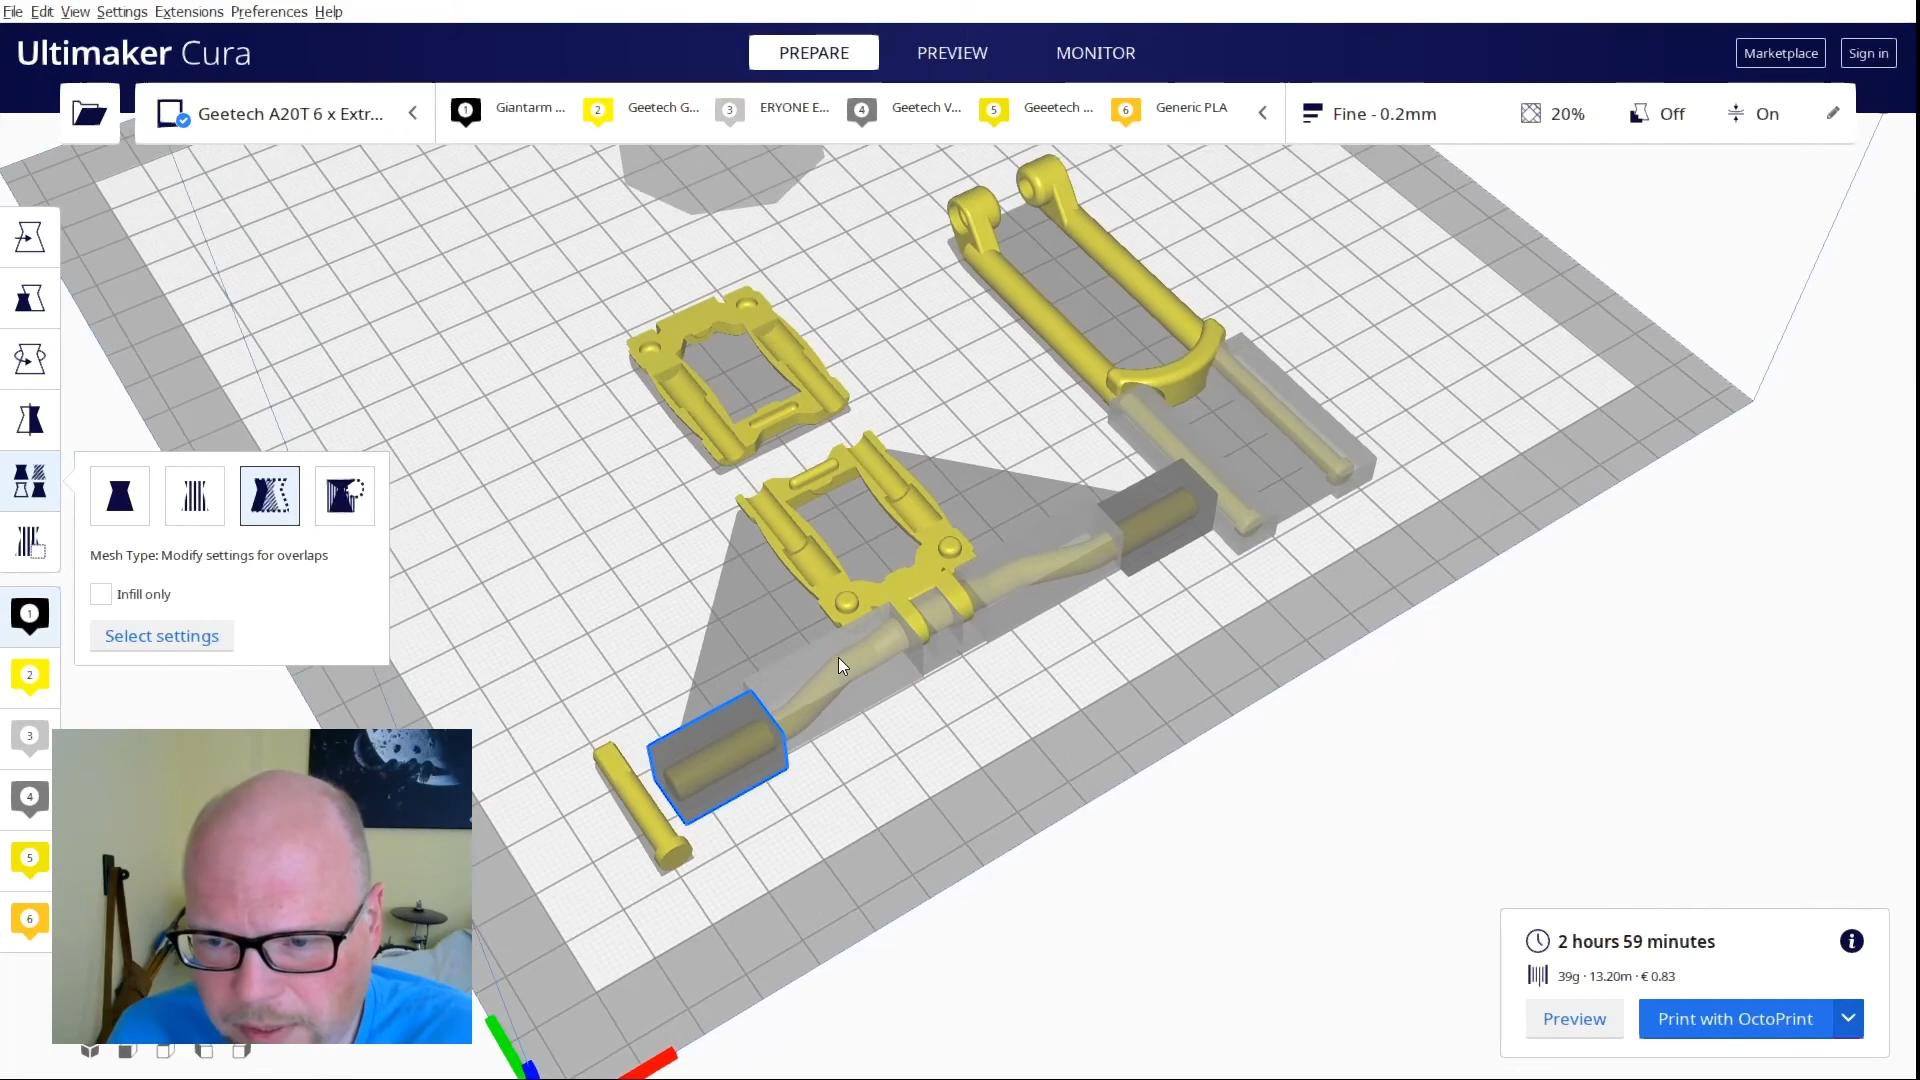 File Edit View Settings Extensions Preferences Help
Ultimaker Cura
PREPARE PREVIEW MONITOR
Marketplace Sign in
Geetech A20T 6 x Extr...
1 Giantarm ... 2 Geetech G... 3 ERYONE E... 4 Geetech V... 5 Geeetech ... 6 Generic PLA
Fine - 0.2mm 20% Off On
Mesh Type: Modify settings for overlaps
Infill only
Select settings
1
2
3
4
5
6
2 hours 59 minutes
39g · 13.20m · € 0.83
Preview Print with OctoPrint